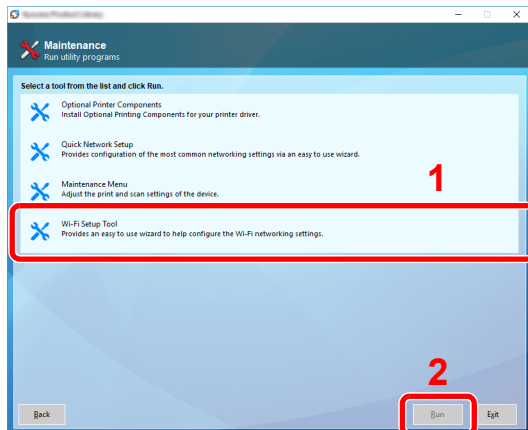 Maintenance
Run utility programs
Select a tool from the list and click Run.
Optional Printer Components
Install Optional Printing Components for your printer driver.
Quick Network Setup
Provides configuration of the most common networking settings via an easy to use wizard.
1
Maintenance Menu
Adjust the print and scan settings of the device.
Wi-Fi Setup Tool
Provides an easy to use wizard to help configure the Wi-Fi networking settings.
2
Back
Run
Exit